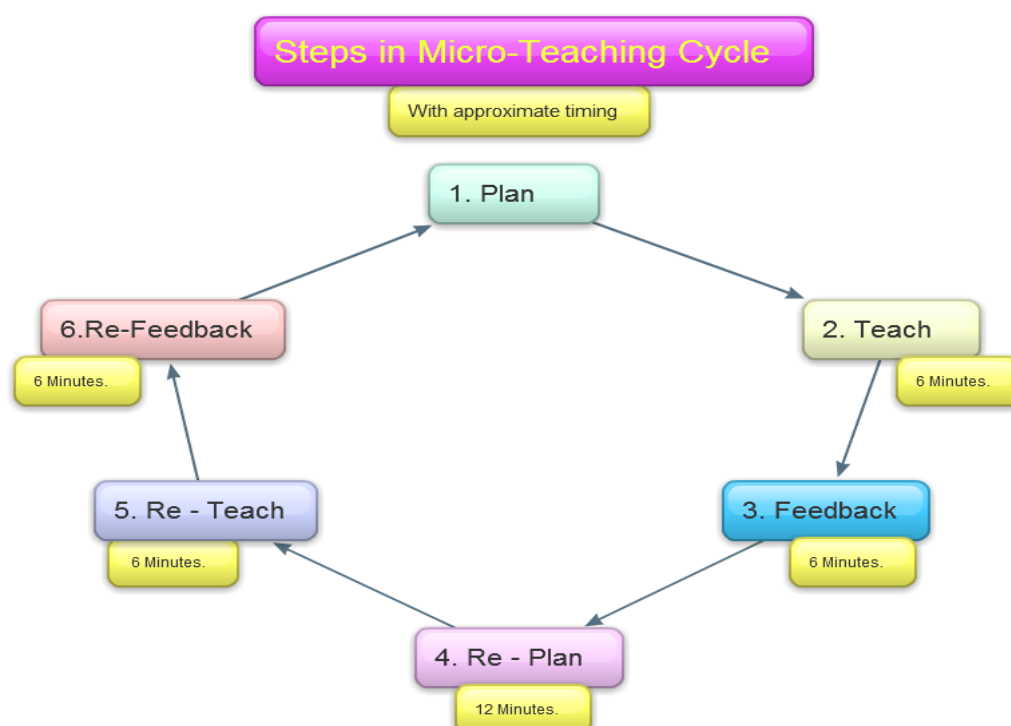 Steps in Micro-Teaching Cycle
With approximate timing
1. Plan
2. Teach
6 Minutes.
3. Feedback
6 Minutes.
4. Re - Plan
12 Minutes.
5. Re - Teach
6 Minutes.
6.Re-Feedback
6 Minutes.